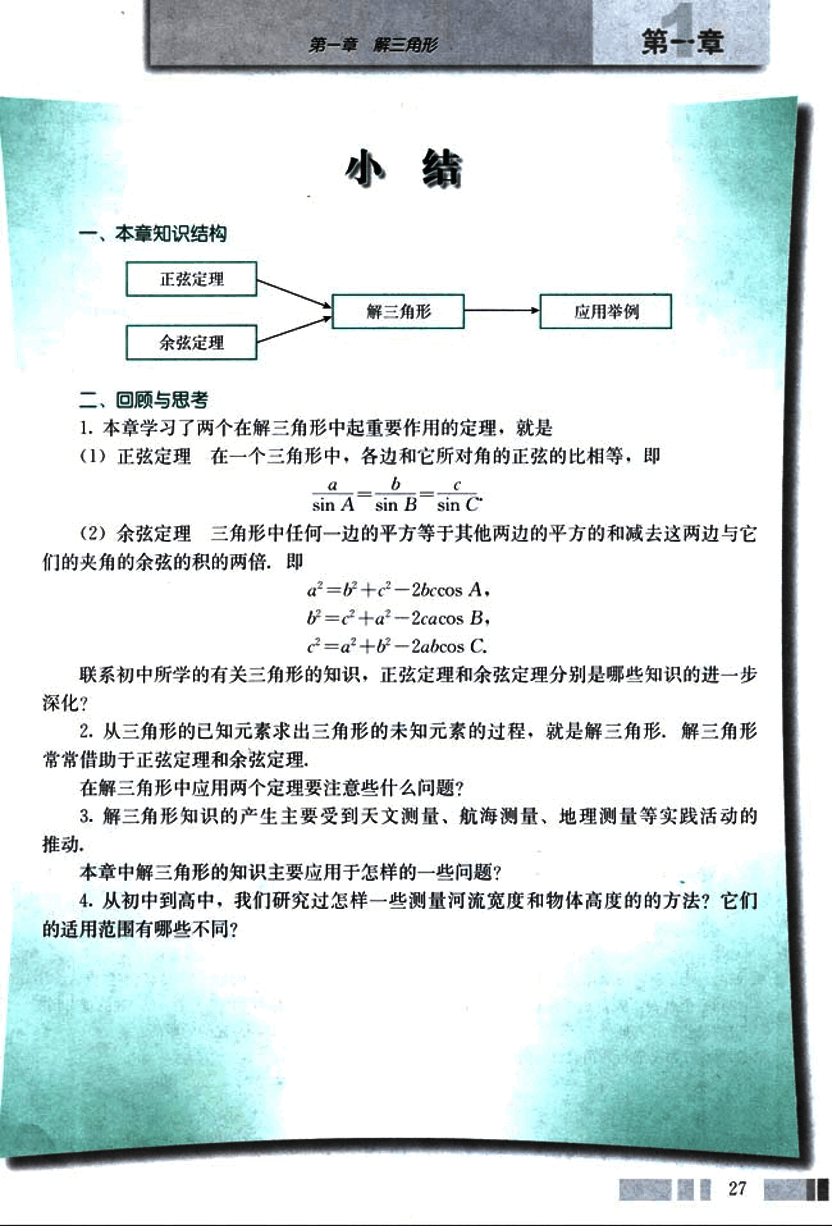 第一章 解三角形
第一章
小 结
一、本章知识结构
正弦定理
解三角形
应用举例
余弦定理
二、回顾与思考
1. 本章学习了两个在解三角形中起重要作用的定理，就是
（1）正弦定理 在一个三角形中，各边和它所对角的正弦的比相等，即
a/sin A=b/sin B=c/sin C.
（2）余弦定理 三角形中任何一边的平方等于其他两边的平方的和减去这两边与它
们的夹角的余弦的积的两倍. 即
a²=b²+c²-2bccos A,
b²=c²+a²-2cacos B,
c²=a²+b²-2abcos C.
联系初中所学的有关三角形的知识，正弦定理和余弦定理分别是哪些知识的进一步
深化？
2. 从三角形的已知元素求出三角形的未知元素的过程，就是解三角形. 解三角形
常常借助于正弦定理和余弦定理.
在解三角形中应用两个定理要注意些什么问题？
3. 解三角形知识的产生主要受到天文测量、航海测量、地理测量等实践活动的
推动.
本章中解三角形的知识主要应用于怎样的一些问题？
4. 从初中到高中，我们研究过怎样一些测量河流宽度和物体高度的的方法？它们
的适用范围有哪些不同？
27